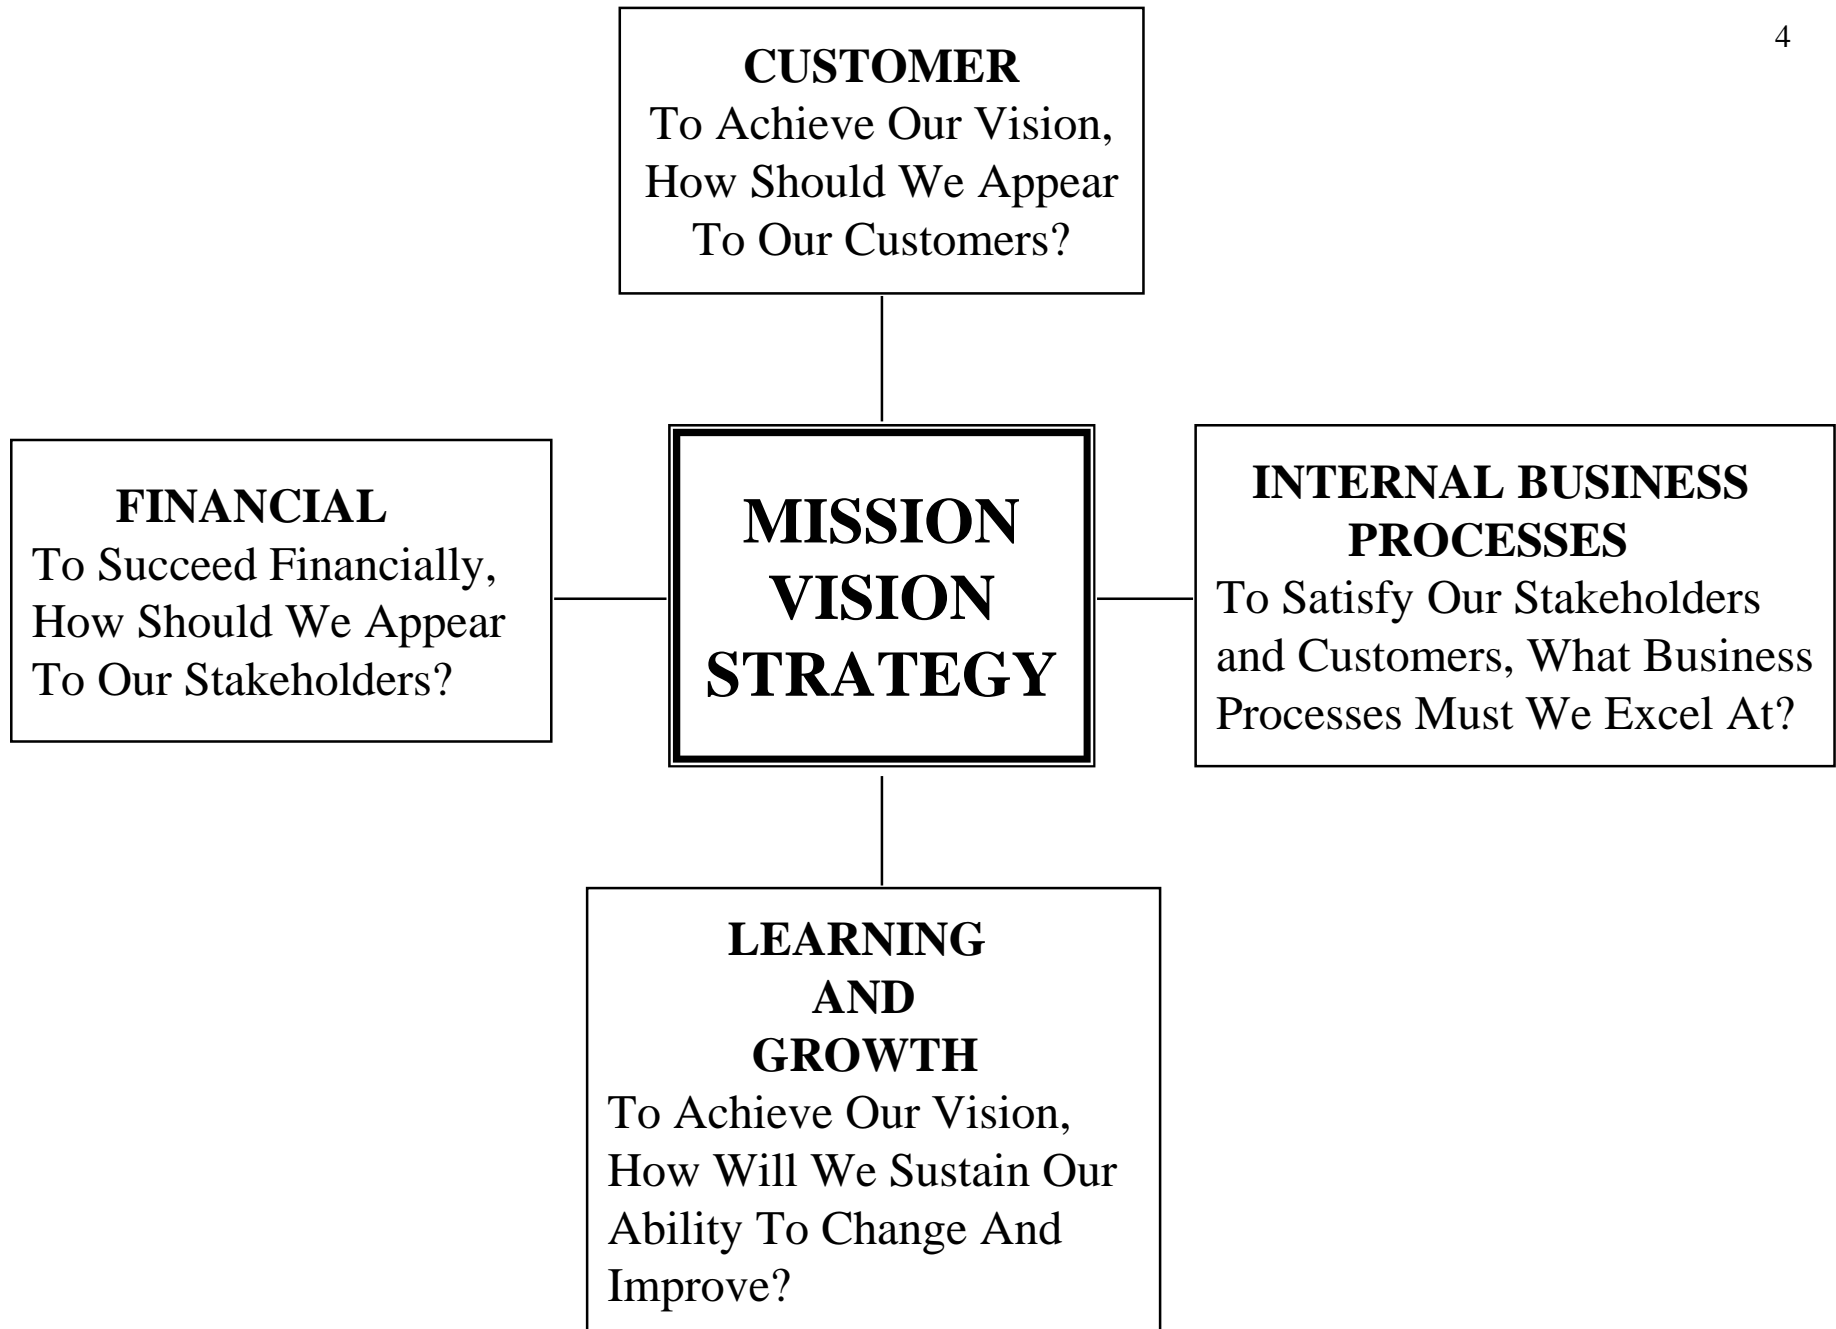 4
CUSTOMER
To Achieve Our Vision,
How Should We Appear
To Our Customers?
FINANCIAL
To Succeed Financially,
How Should We Appear
To Our Stakeholders?
MISSION
VISION
STRATEGY
INTERNAL BUSINESS
PROCESSES
To Satisfy Our Stakeholders
and Customers, What Business
Processes Must We Excel At?
LEARNING
AND
GROWTH
To Achieve Our Vision,
How Will We Sustain Our
Ability To Change And
Improve?